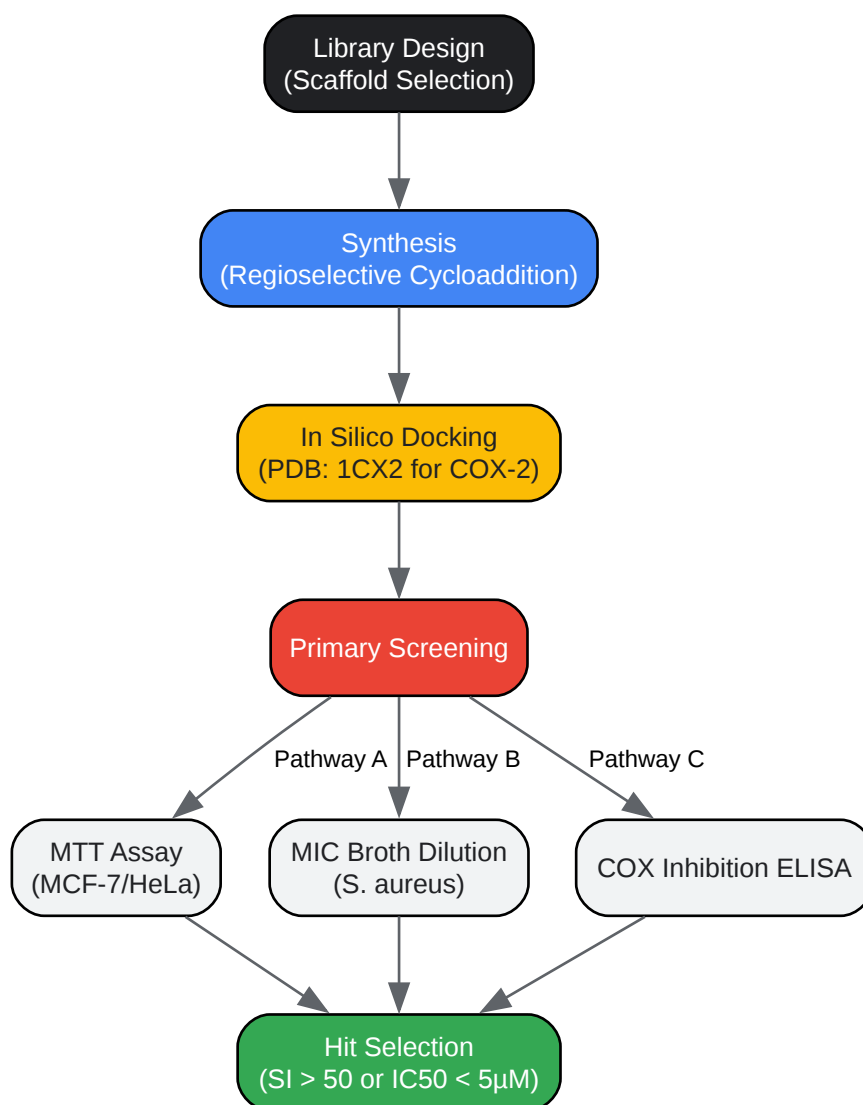 Library Design
(Scaffold Selection)
Synthesis
(Regioselective Cycloaddition)
In Silico Docking
(PDB: 1CX2 for COX-2)
Primary Screening
Pathway A
Pathway B
Pathway C
MTT Assay
(MCF-7/HeLa)
MIC Broth Dilution
(S. aureus)
COX Inhibition ELISA
Hit Selection
(SI > 50 or IC50 < 5µM)